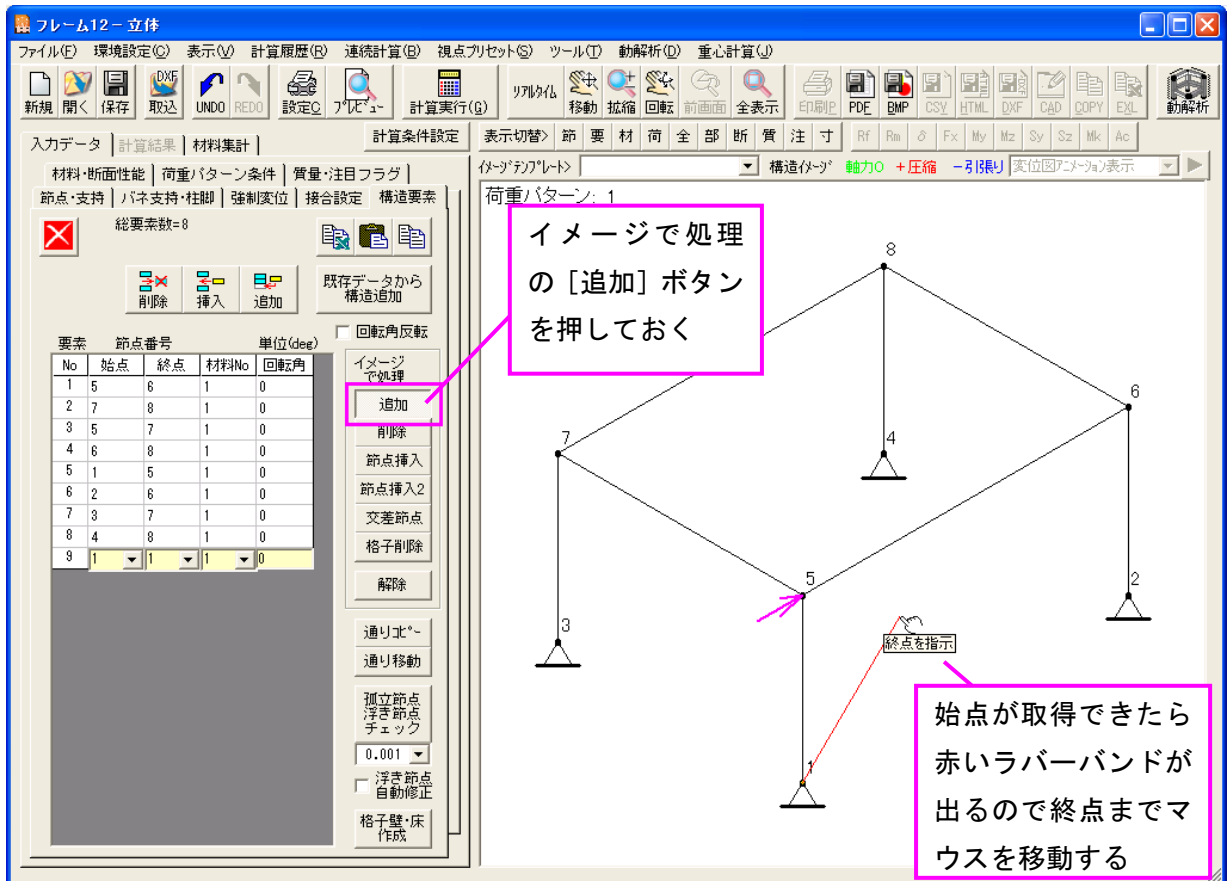 フレーム12－立体
ファイル(F) 環境設定(C) 表示(V) 計算履歴(R) 連続計算(B) 視点プリセット(S) ツール(T) 動解析(D) 重心計算(J)
新規 開く 保存 取込 UNDO REDO 設定C ﾌﾟﾚﾋﾞｭｰ 計算実行(g) ﾘｱﾙﾀｲﾑ 移動 拡縮 回転 前画面 全表示 印刷P PDF BMP CSV HTML DXF CAD COPY EXL 動解析
DXF
入力データ 計算結果 材料集計 計算条件設定 表示切替> 節 要 材 荷 全 部 断 質 注 寸 Rf Rm δ Fx My Mz Sy Sz Mk Ac
材料・断面性能 荷重パターン条件 質量・注目フラグ ｲﾒｰｼﾞﾃﾝﾌﾟﾚｰﾄ> 構造ｲﾒｰｼﾞ 軸力0 +圧縮 -引張り 変位図ｱﾆﾒｰｼｮﾝ表示
節点・支持 バネ支持・柱脚 強制変位 接合設定 構造要素
荷重パターン: 1
総要素数=8
削除 挿入 追加
既存データから
構造追加
回転角反転
要素 節点番号 単位(deg)
No 始点 終点 材料No 回転角
1 5 6 1 0
2 7 8 1 0
3 5 7 1 0
4 6 8 1 0
5 1 5 1 0
6 2 6 1 0
7 3 7 1 0
8 4 8 1 0
9 1 1 1 0
イメージ
で処理
追加
削除
節点挿入
節点挿入2
交差節点
格子削除
解除
通りｺﾋﾟｰ
通り移動
孤立節点
浮き節点
チェック
0.001
浮き節点
自動修正
格子壁・床
作成
イメージで処理
の［追加］ボタン
を押しておく
8
6
7
4
5
2
3
1
終点を指示
始点が取得できたら
赤いラバーバンドが
出るので終点までマ
ウスを移動する